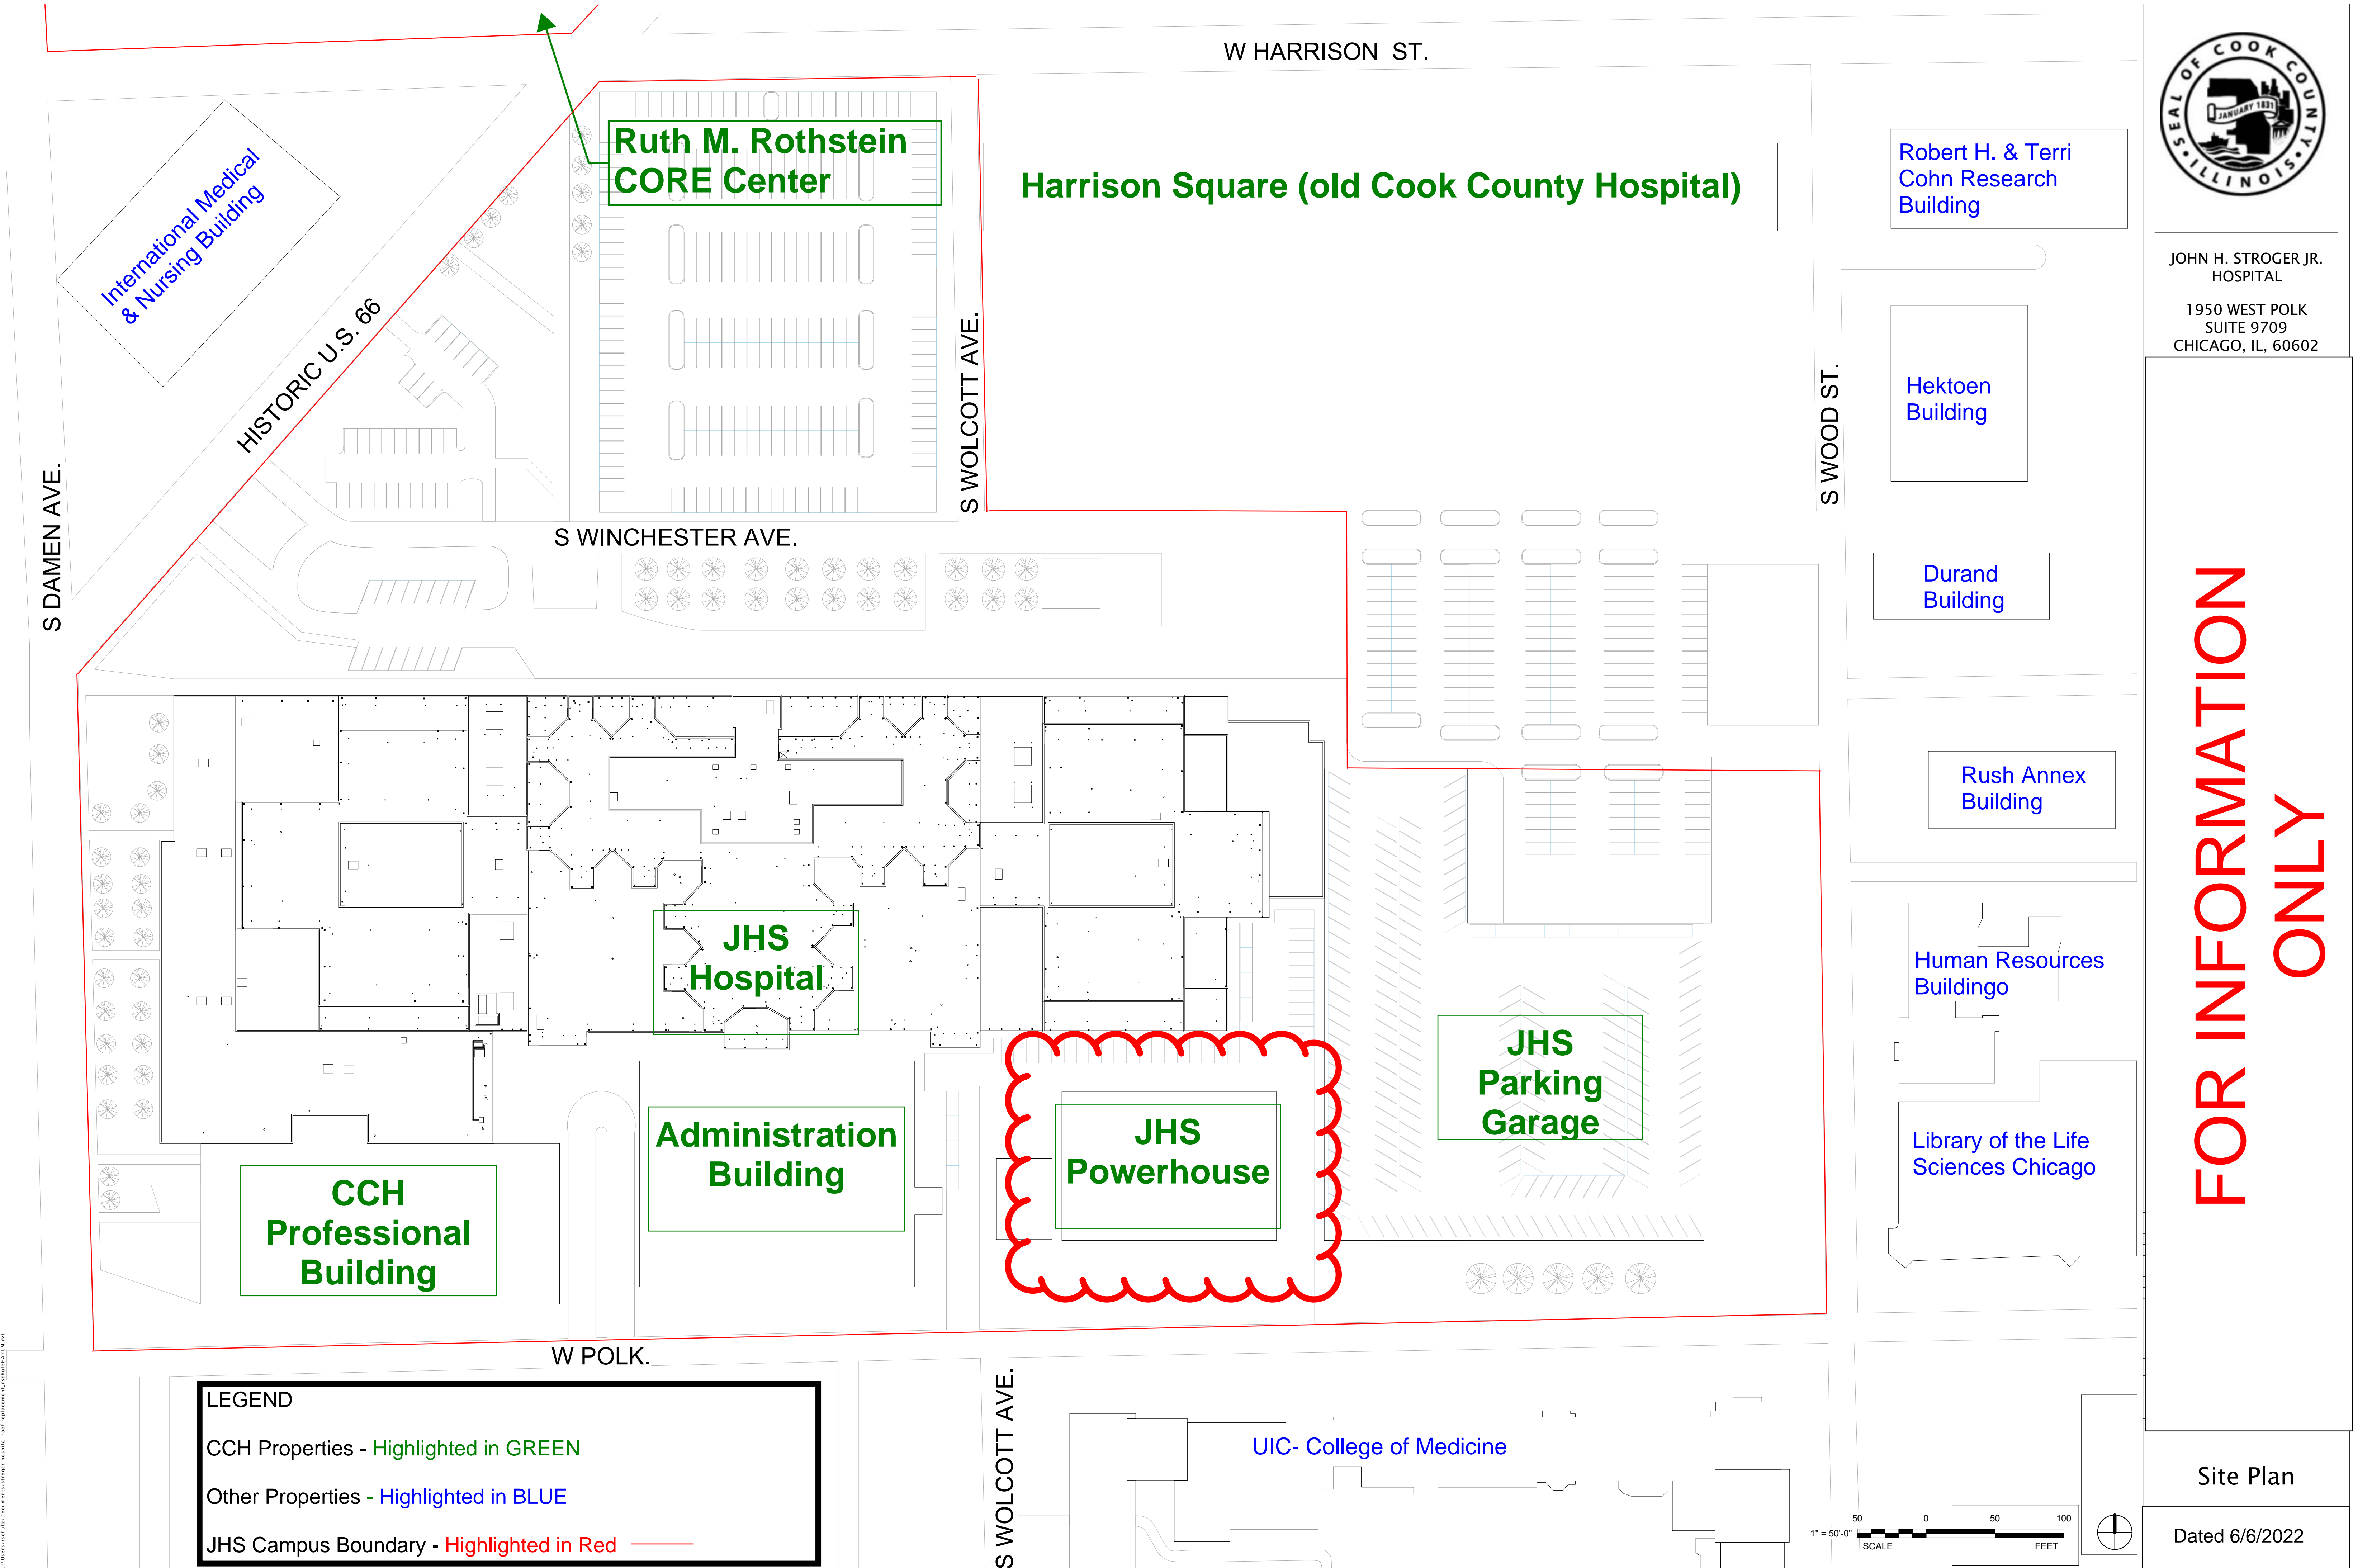 W HARRISON ST.
Ruth M. Rothstein
CORE Center
Harrison Square (old Cook County Hospital)
Robert H. & Terri
Cohn Research
Building
International Medical
& Nursing Building
HISTORIC U.S. 66
S WOLCOTT AVE.
S WOOD ST.
Hektoen
Building
S DAMEN AVE.
S WINCHESTER AVE.
Durand
Building
Rush Annex
Building
JHS
Hospital
Human Resources
Buildingo
JHS
Parking
Garage
Administration
Building
JHS
Powerhouse
Library of the Life
Sciences Chicago
CCH
Professional
Building
W POLK.
S WOLCOTT AVE.
UIC- College of Medicine
LEGEND
CCH Properties - Highlighted in GREEN
Other Properties - Highlighted in BLUE
JHS Campus Boundary - Highlighted in Red
1" = 50'-0"
50 0 50 100
SCALE FEET
SEAL OF COOK COUNTY • ILLINOIS •
JANUARY 1831
JOHN H. STROGER JR.
HOSPITAL
1950 WEST POLK
SUITE 9709
CHICAGO, IL, 60602
FOR INFORMATION
ONLY
Site Plan
Dated 6/6/2022